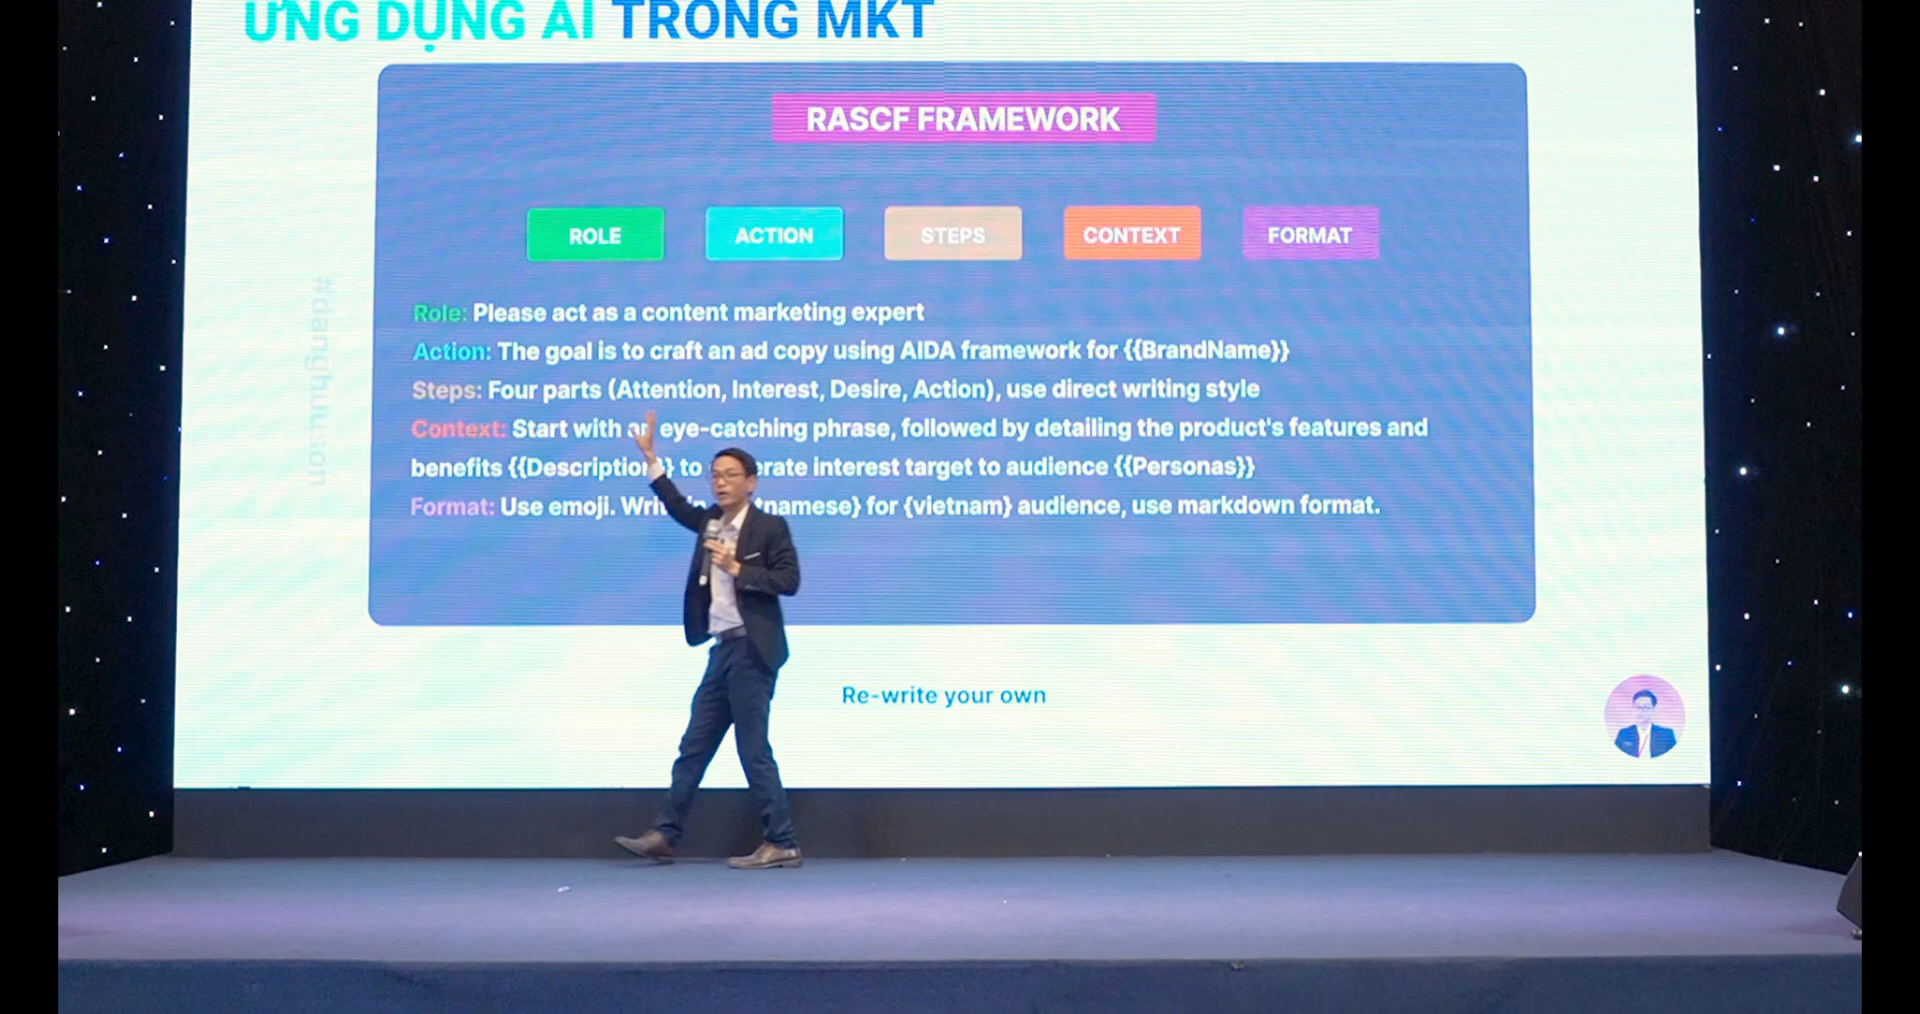 ỨNG DỤNG AI TRONG MKT
RASCF FRAMEWORK
ROLE
ACTION
STEPS
CONTEXT
FORMAT
Role: Please act as a content marketing expert
Action: The goal is to craft an ad copy using AIDA framework for {{BrandName}}
Steps: Four parts (Attention, Interest, Desire, Action), use direct writing style
Context: Start with an eye-catching phrase, followed by detailing the product's features and
benefits {{Description}} to erate interest target to audience {{Personas}}
Format: Use emoji. Wri tnamese} for {vietnam} audience, use markdown format.
#danghuuson
Re-write your own